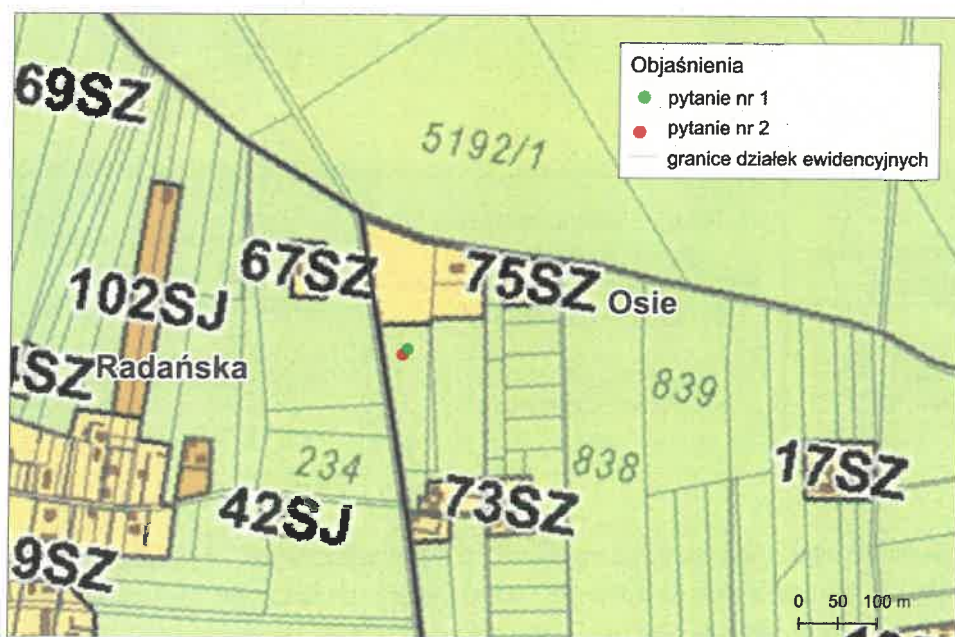 69SZ
5192/1
Objaśnienia
pytanie nr 1
pytanie nr 2
granice działek ewidencyjnych
67SZ
75SZ
Osie
102SJ
SZ
Radańska
839
234
838
17SZ
42SJ
73SZ
9SZ
0 50 100 m